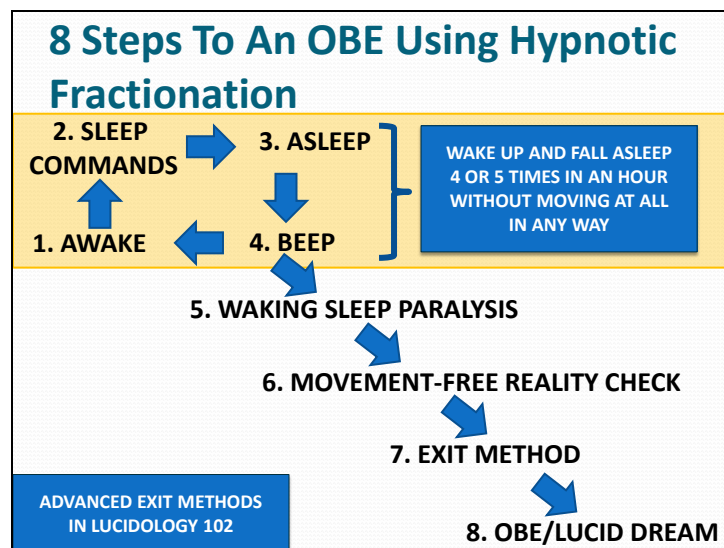 8 Steps To An OBE Using Hypnotic
Fractionation
2. SLEEP
COMMANDS
3. ASLEEP
1. AWAKE
4. BEEP
WAKE UP AND FALL ASLEEP
4 OR 5 TIMES IN AN HOUR
WITHOUT MOVING AT ALL
IN ANY WAY
5. WAKING SLEEP PARALYSIS
6. MOVEMENT-FREE REALITY CHECK
7. EXIT METHOD
8. OBE/LUCID DREAM
ADVANCED EXIT METHODS
IN LUCIDOLOGY 102